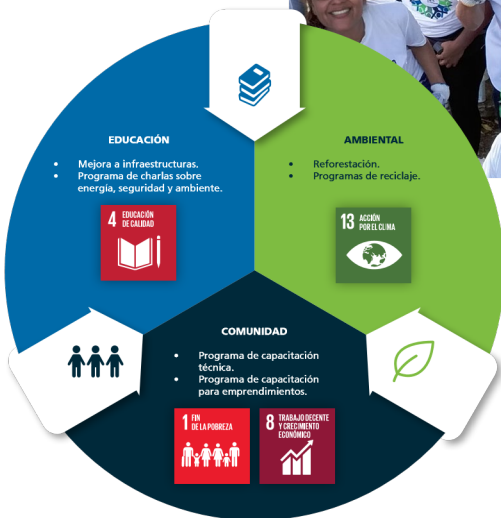 EDUCACIÓN
• Mejora a infraestructuras.
• Programa de charlas sobre
energía, seguridad y ambiente.
4 EDUCACIÓN
DE CALIDAD
AMBIENTAL
• Reforestación.
• Programas de reciclaje.
13 ACCIÓN
POR EL CLIMA
COMUNIDAD
• Programa de capacitación
técnica.
• Programa de capacitación
para emprendimientos.
1 FIN
DE LA POBREZA
8 TRABAJO DECENTE
Y CRECIMIENTO
ECONÓMICO